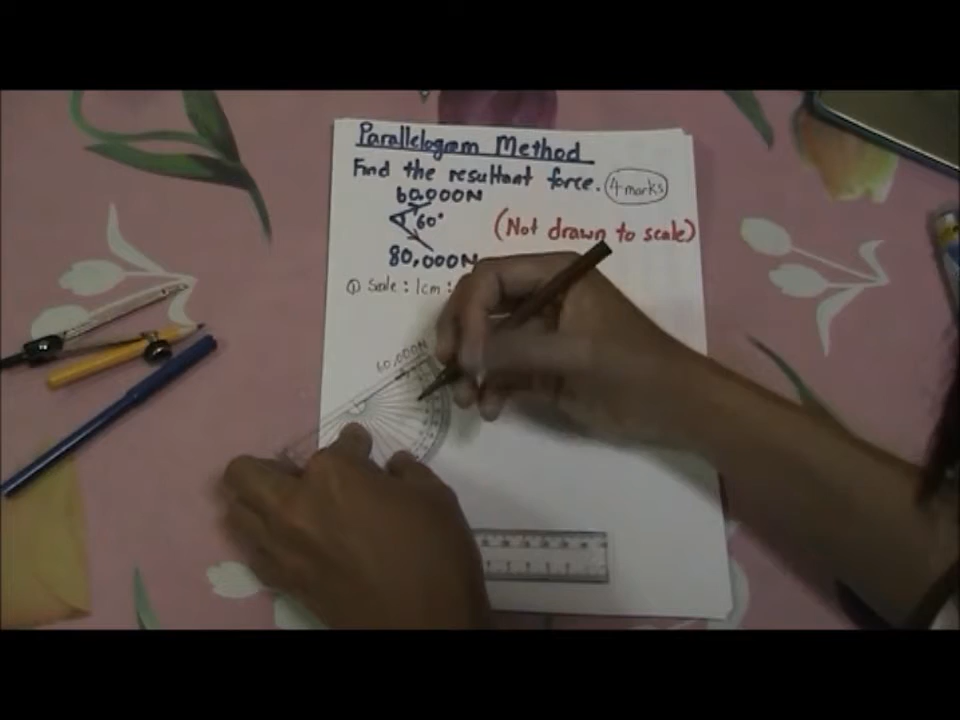 Parallelogram Method
Find the resultant force. 4 marks
60,000N
60°
(Not drawn to scale)
80,000N
① Scale : 1cm :
60,000N